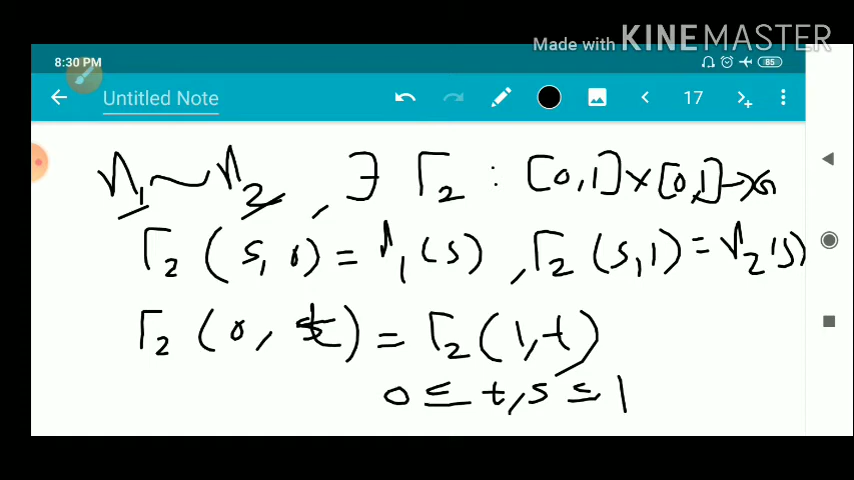 Made with KINEMASTER
8:30 PM 85
Untitled Note 17
γ₁ ~ γ₂, ∃ Γ₂ : [0,1]×[0,1]→G
Γ₂(s,0) = γ₁(s), Γ₂(s,1) = γ₂(s)
Γ₂(0, t) = Γ₂(1,t)
0 ≤ t,s ≤ 1